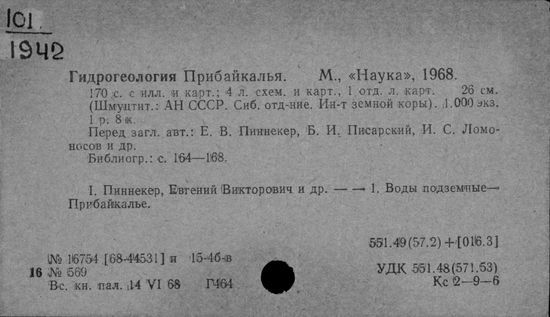 101
1942
Гидрогеология Прибайкалья. М., «Наука», 1968.
170 с. с илл. и карт.; 4 л. схем. и карт., 1 отд. л. карт. 26 см.
(Шмуцтит.: АН СССР. Сиб. отд-ние. Ин-т земной коры). 1.000 экз.
1 р. 8 к.
Перед загл. авт.: Е. В. Пиннекер, Б. И. Писарский, И. С. Ломо-
носов и др.
Библиогр.: с. 164—168.
I. Пиннекер, Евгений Викторович и др. — — 1. Воды подземные—
Прибайкалье.
551.49(57.2)+[016.3]
№ 16754 [68-44531] п 15-4б-в
16 № 569
УДК 551.48(571.53)
Вс. кн. пал. 14 VI 68 Г464
Кс 2—9—6